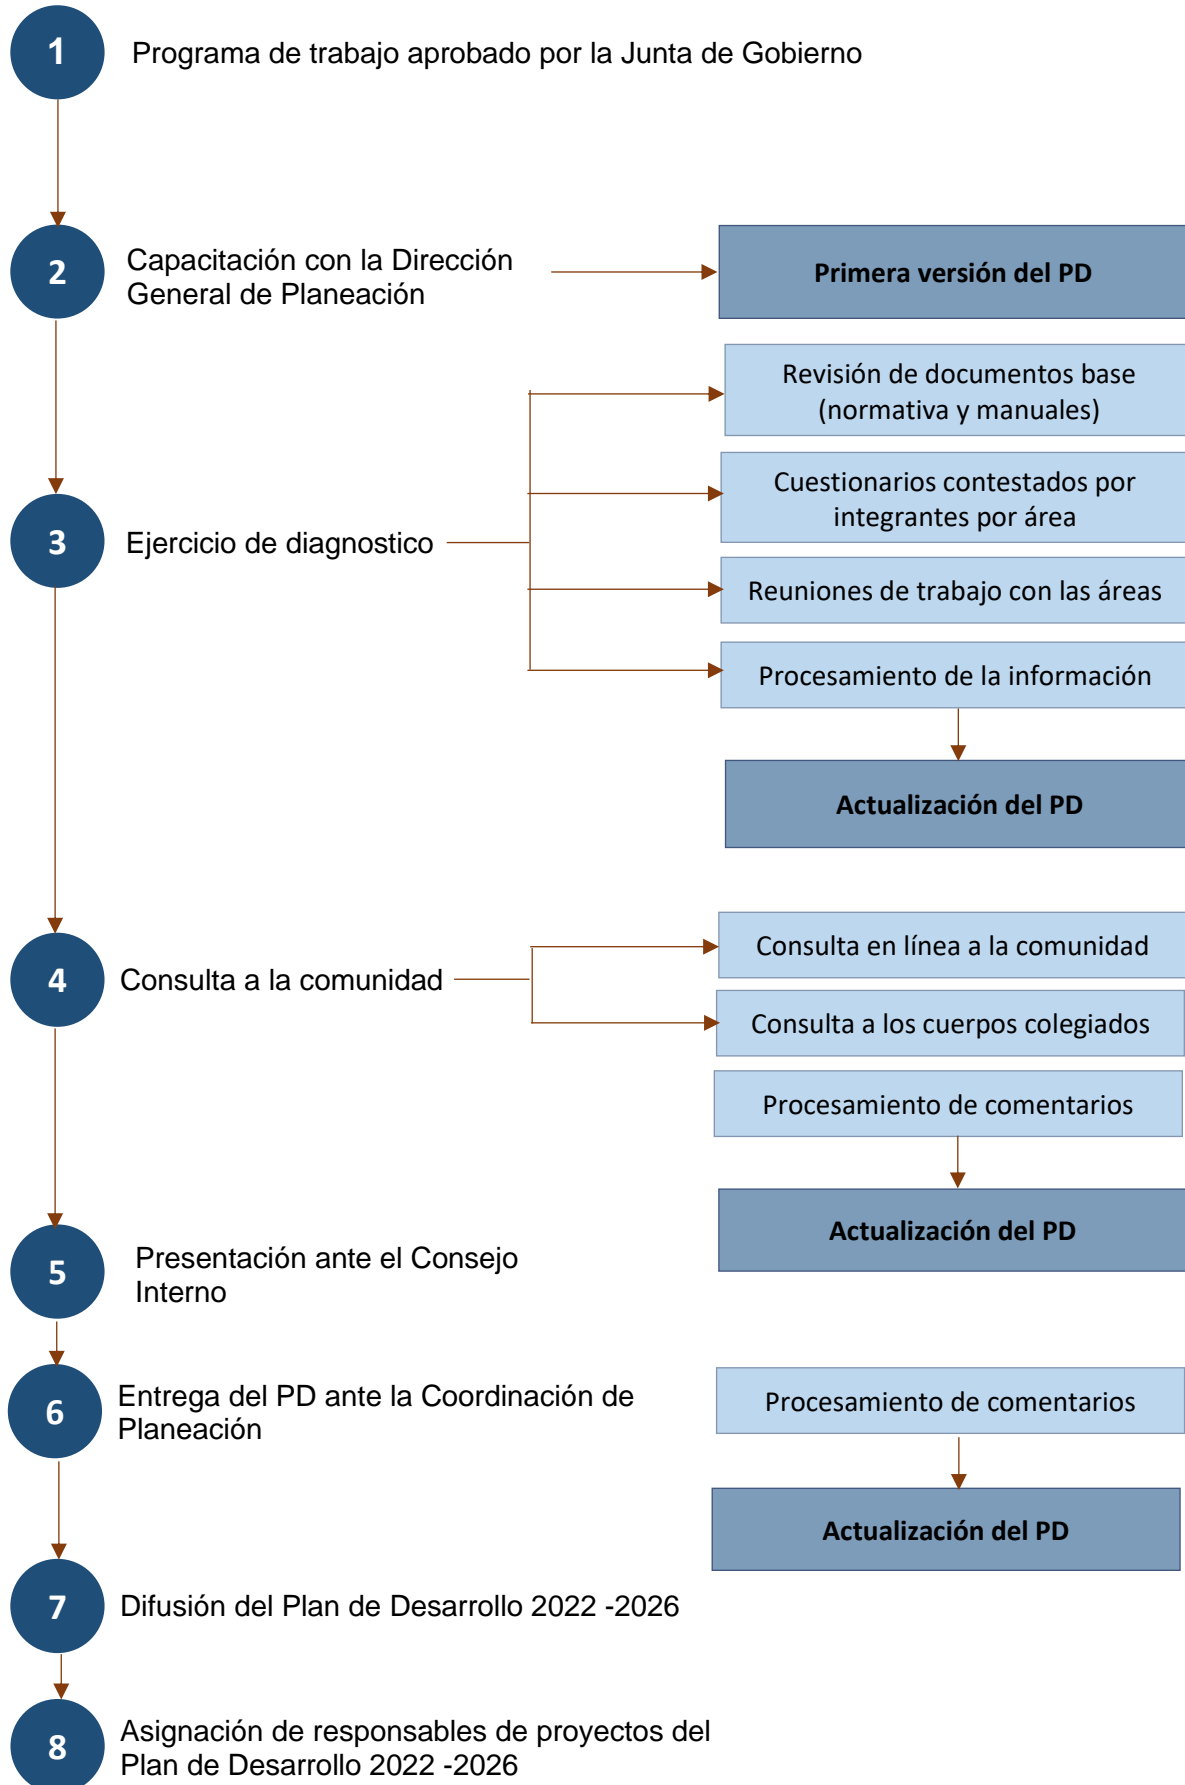 1
Programa de trabajo aprobado por la Junta de Gobierno
2
Capacitación con la Dirección
General de Planeación
Primera versión del PD
Revisión de documentos base
(normativa y manuales)
Cuestionarios contestados por
integrantes por área
3
Ejercicio de diagnostico
Reuniones de trabajo con las áreas
Procesamiento de la información
Actualización del PD
4
Consulta a la comunidad
Consulta en línea a la comunidad
Consulta a los cuerpos colegiados
Procesamiento de comentarios
Actualización del PD
5
Presentación ante el Consejo
Interno
6
Entrega del PD ante la Coordinación de
Planeación
Procesamiento de comentarios
Actualización del PD
7
Difusión del Plan de Desarrollo 2022 -2026
8
Asignación de responsables de proyectos del
Plan de Desarrollo 2022 -2026